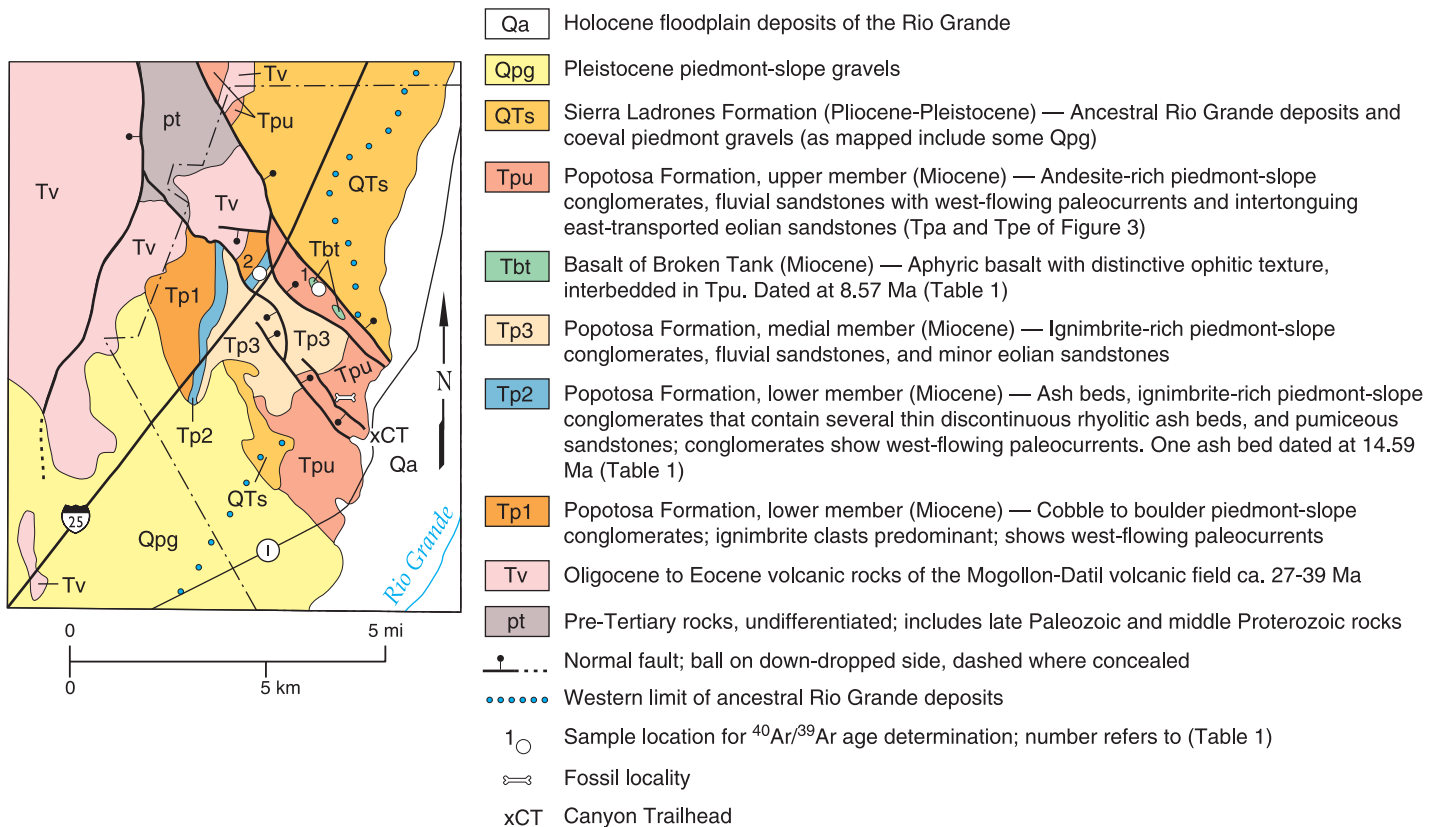 Tv
pt
Tpu
Tv
QTs
Tv
Tv
Tbt
2
1
Tp1
Tp3
Tp3
Tpu
N
Tp2
xCT
Qa
Tpu
QTs
25
Qpg
I
Tv
Rio Grande
0 5 mi
0 5 km
Qa Holocene floodplain deposits of the Rio Grande
Qpg Pleistocene piedmont-slope gravels
QTs Sierra Ladrones Formation (Pliocene-Pleistocene) — Ancestral Rio Grande deposits and
coeval piedmont gravels (as mapped include some Qpg)
Tpu Popotosa Formation, upper member (Miocene) — Andesite-rich piedmont-slope
conglomerates, fluvial sandstones with west-flowing paleocurrents and intertonguing
east-transported eolian sandstones (Tpa and Tpe of Figure 3)
Tbt Basalt of Broken Tank (Miocene) — Aphyric basalt with distinctive ophitic texture,
interbedded in Tpu. Dated at 8.57 Ma (Table 1)
Tp3 Popotosa Formation, medial member (Miocene) — Ignimbrite-rich piedmont-slope
conglomerates, fluvial sandstones, and minor eolian sandstones
Tp2 Popotosa Formation, lower member (Miocene) — Ash beds, ignimbrite-rich piedmont-slope
conglomerates that contain several thin discontinuous rhyolitic ash beds, and pumiceous
sandstones; conglomerates show west-flowing paleocurrents. One ash bed dated at 14.59
Ma (Table 1)
Tp1 Popotosa Formation, lower member (Miocene) — Cobble to boulder piedmont-slope
conglomerates; ignimbrite clasts predominant; shows west-flowing paleocurrents
Tv Oligocene to Eocene volcanic rocks of the Mogollon-Datil volcanic field ca. 27-39 Ma
pt Pre-Tertiary rocks, undifferentiated; includes late Paleozoic and middle Proterozoic rocks
Normal fault; ball on down-dropped side, dashed where concealed
Western limit of ancestral Rio Grande deposits
1 Sample location for ⁴⁰Ar/³⁹Ar age determination; number refers to (Table 1)
Fossil locality
xCT Canyon Trailhead